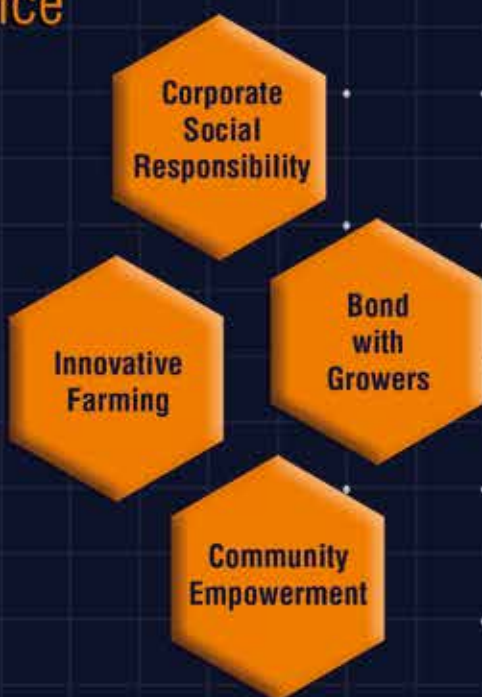 Corporate
Social
Responsibility
Bond
with
Growers
Innovative
Farming
Community
Empowerment